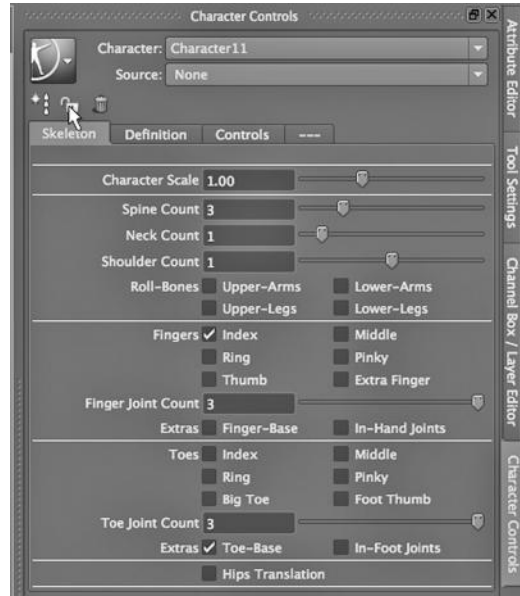 Character Controls
Character: Character11
Source: None
Skeleton Definition Controls ---
Character Scale 1.00
Spine Count 3
Neck Count 1
Shoulder Count 1
Roll-Bones Upper-Arms Lower-Arms
Upper-Legs Lower-Legs
Fingers Index Middle
Ring Pinky
Thumb Extra Finger
Finger Joint Count 3
Extras Finger-Base In-Hand Joints
Toes Index Middle
Ring Pinky
Big Toe Foot Thumb
Toe Joint Count 3
Extras Toe-Base In-Foot Joints
Hips Translation
Attribute Editor
Tool Settings
Channel Box / Layer Editor
Character Controls